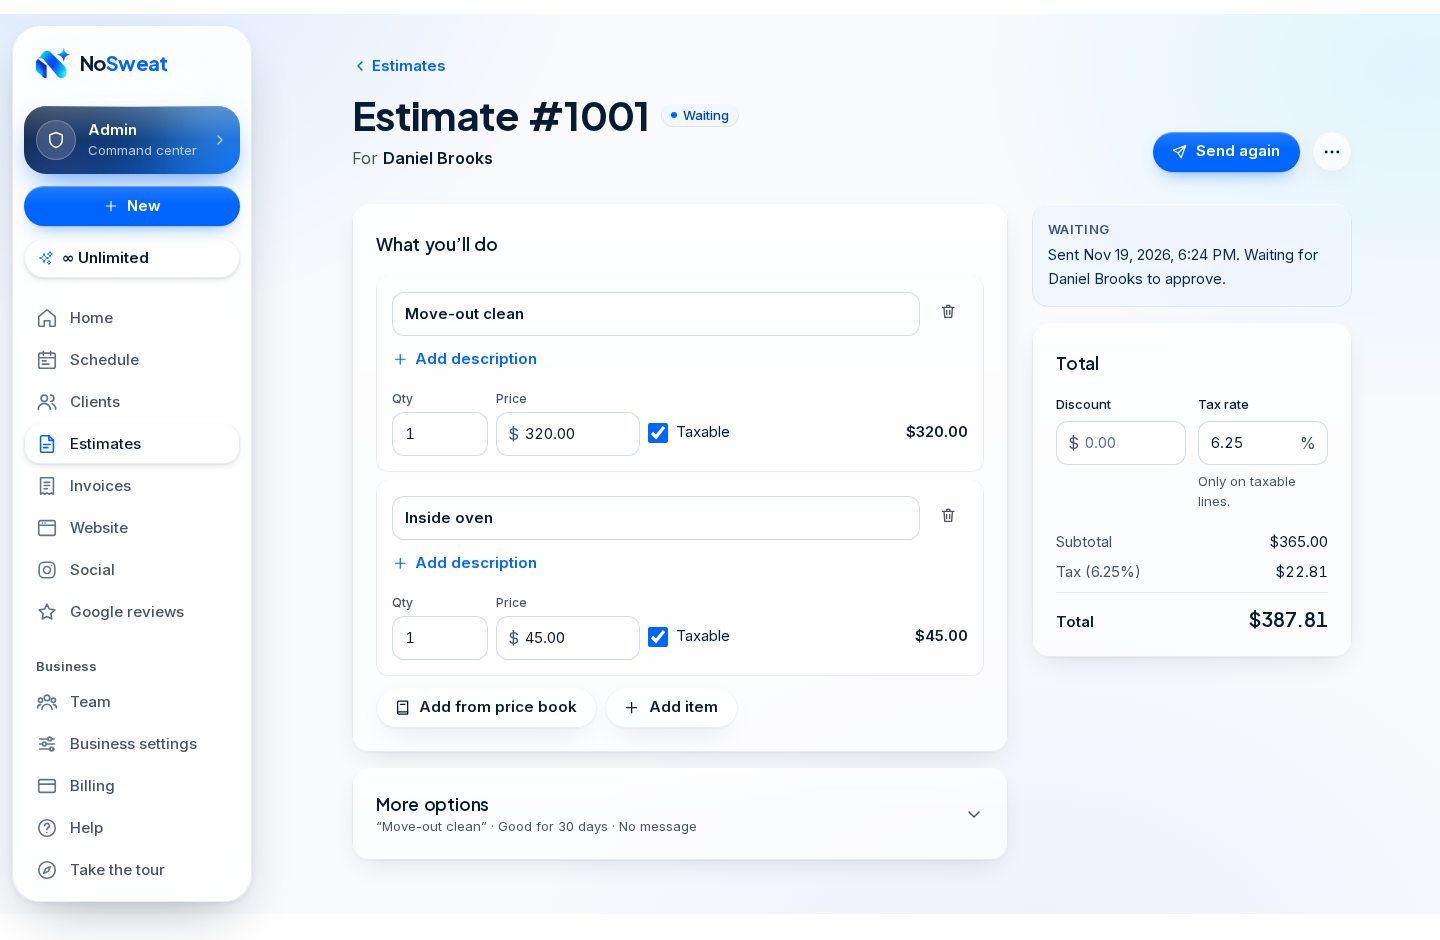 NoSweat
Admin
Command center
New
∞ Unlimited
Home
Schedule
Clients
Estimates
Invoices
Website
Social
Google reviews
Business
Team
Business settings
Billing
Help
Take the tour
Estimates
Estimate #1001
Waiting
For Daniel Brooks
Send again
What you’ll do
Move-out clean
Add description
Qty
Price
1
$ 320.00
Taxable
$320.00
Inside oven
Add description
Qty
Price
1
$ 45.00
Taxable
$45.00
Add from price book
Add item
More options
“Move-out clean” · Good for 30 days · No message
WAITING
Sent Nov 19, 2026, 6:24 PM. Waiting for
Daniel Brooks to approve.
Total
Discount
Tax rate
$ 0.00
6.25 %
Only on taxable
lines.
Subtotal
$365.00
Tax (6.25%)
$22.81
Total
$387.81